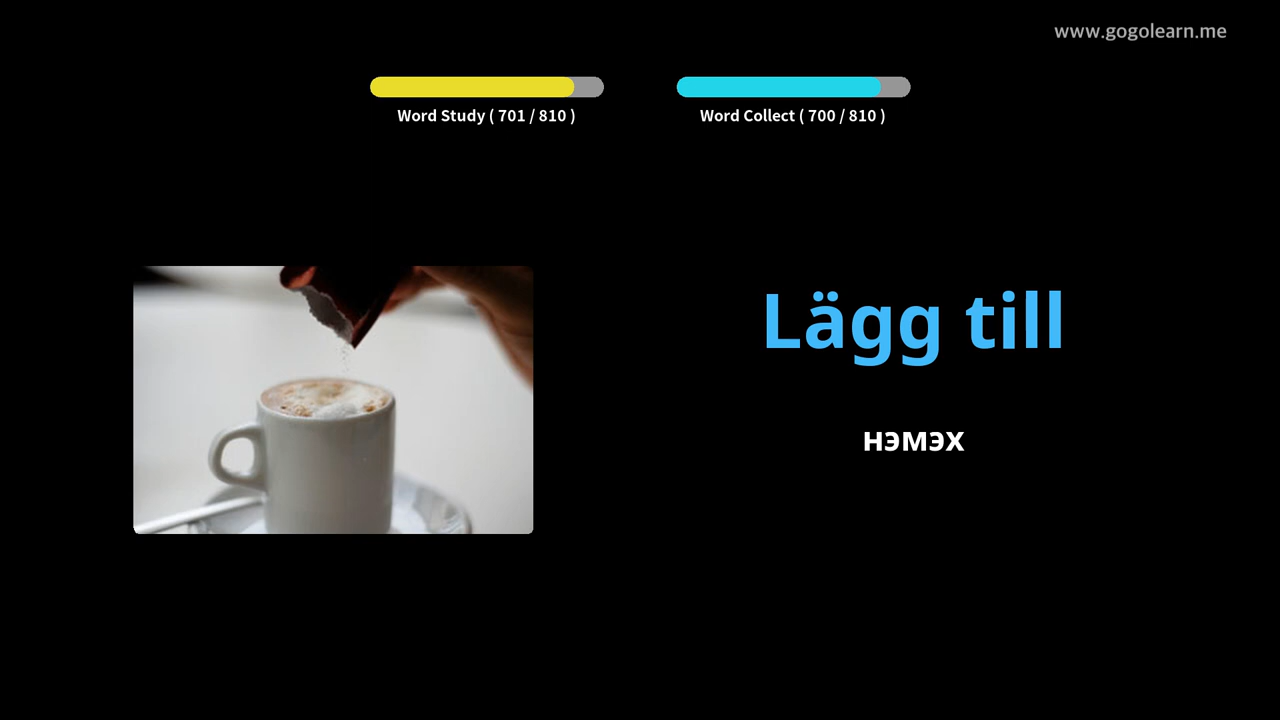 www.gogolearn.me
Word Study ( 701 / 810 )
Word Collect ( 700 / 810 )
Lägg till
нэмэх